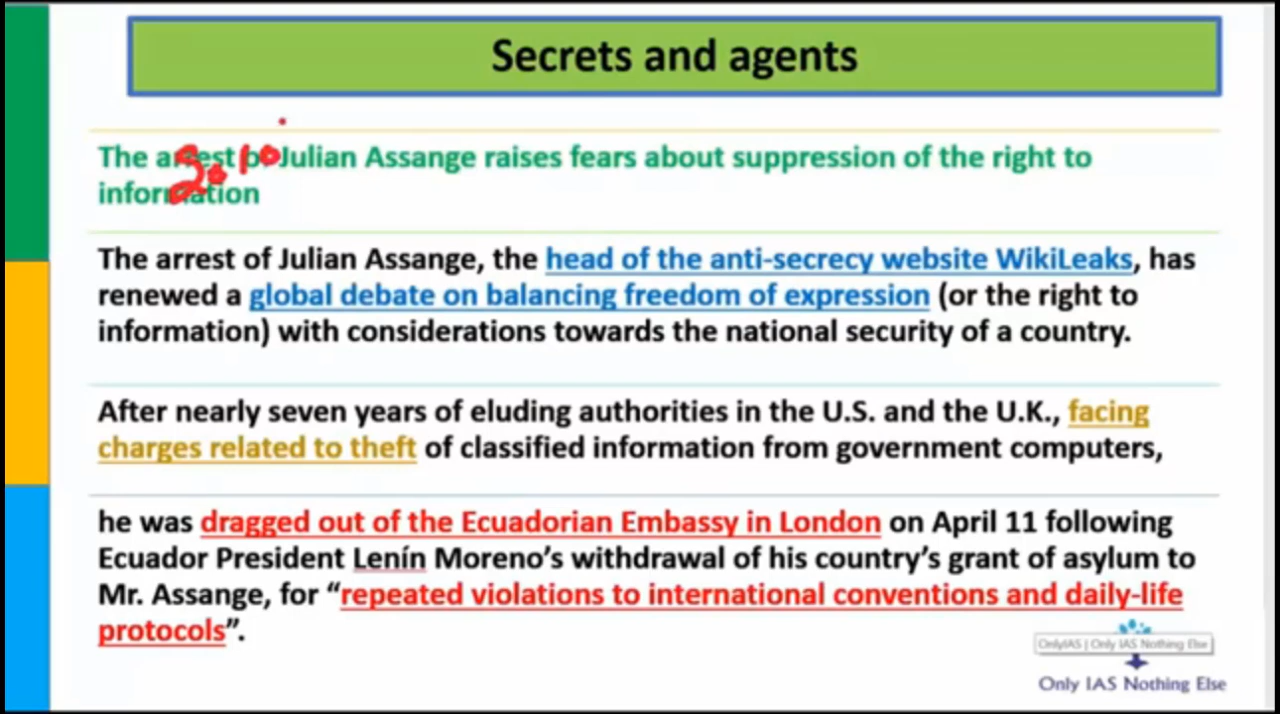 Secrets and agents
The arrest of Julian Assange raises fears about suppression of the right to
information
2010
The arrest of Julian Assange, the head of the anti-secrecy website WikiLeaks, has
renewed a global debate on balancing freedom of expression (or the right to
information) with considerations towards the national security of a country.
After nearly seven years of eluding authorities in the U.S. and the U.K., facing
charges related to theft of classified information from government computers,
he was dragged out of the Ecuadorian Embassy in London on April 11 following
Ecuador President Lenín Moreno’s withdrawal of his country’s grant of asylum to
Mr. Assange, for “repeated violations to international conventions and daily-life
protocols”.
OnlyIAS | Only IAS Nothing Else
Only IAS Nothing Else